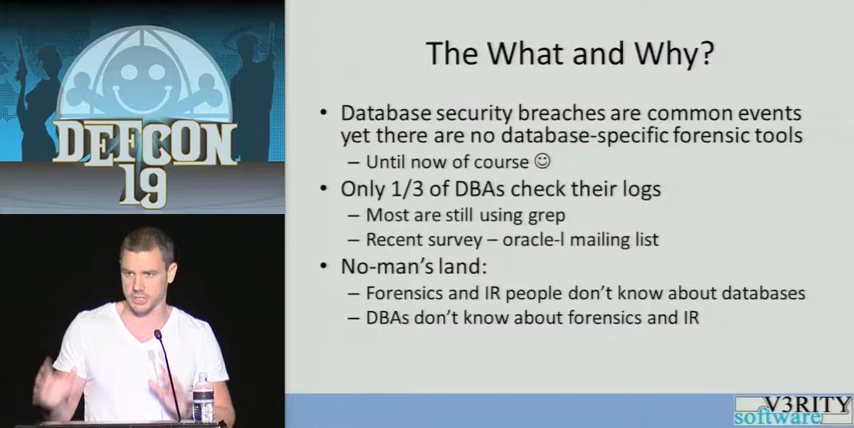 DEFCON
19
The What and Why?
• Database security breaches are common events
yet there are no database-specific forensic tools
– Until now of course ☺
• Only 1/3 of DBAs check their logs
– Most are still using grep
– Recent survey – oracle-l mailing list
• No-man's land:
– Forensics and IR people don't know about databases
– DBAs don't know about forensics and IR
V3RITY
software